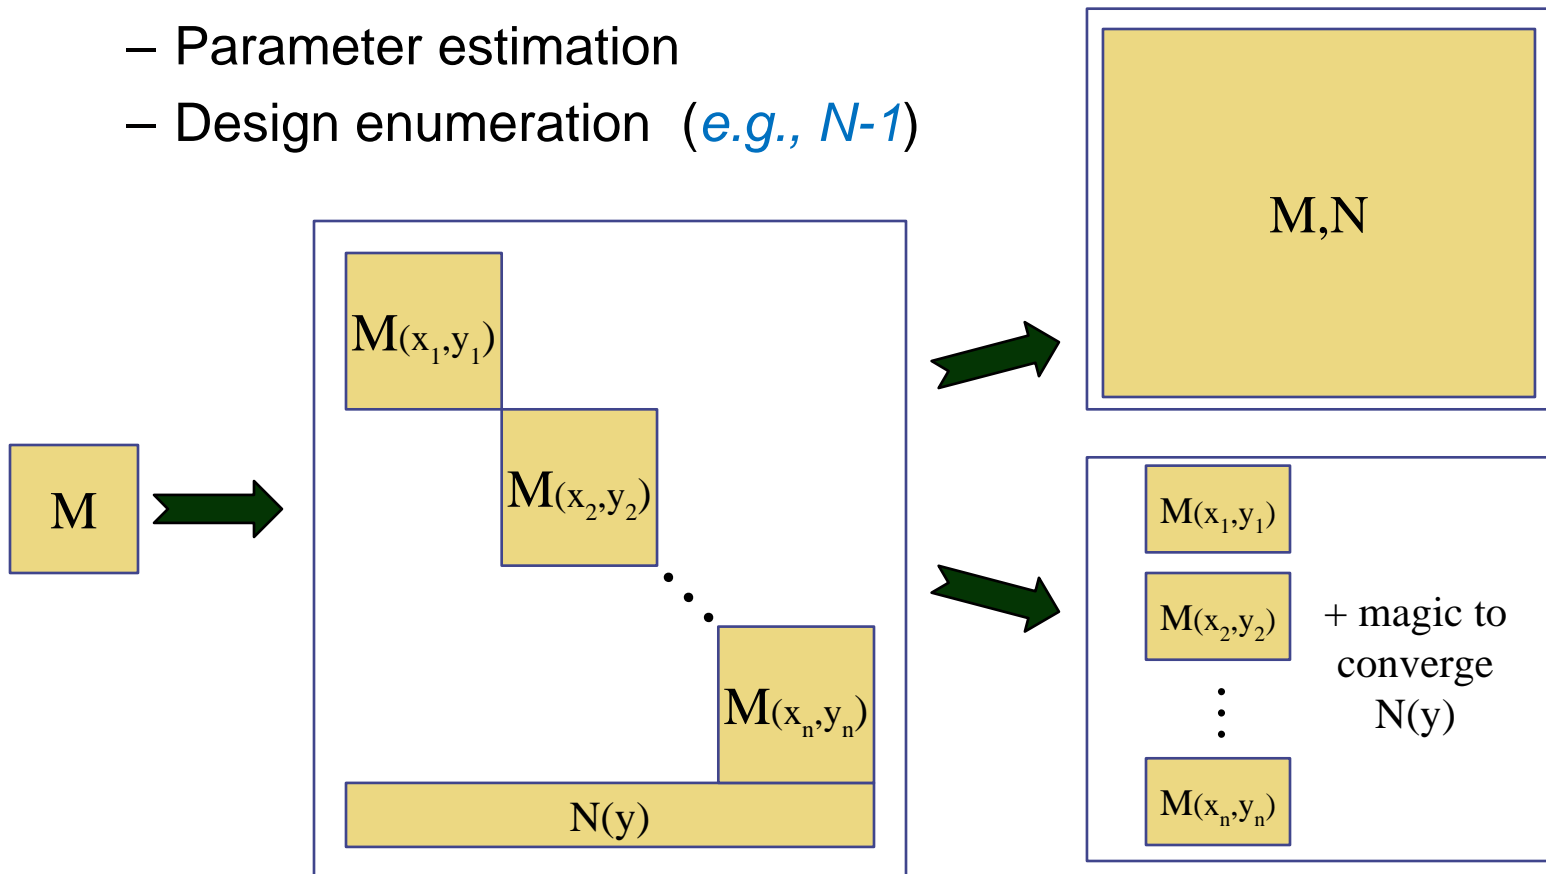 – Parameter estimation
– Design enumeration (e.g., N-1)
M
M(x₁,y₁)
M(x₂,y₂)
M(xₙ,yₙ)
N(y)
M,N
M(x₁,y₁)
M(x₂,y₂)
M(xₙ,yₙ)
+ magic to
converge
N(y)